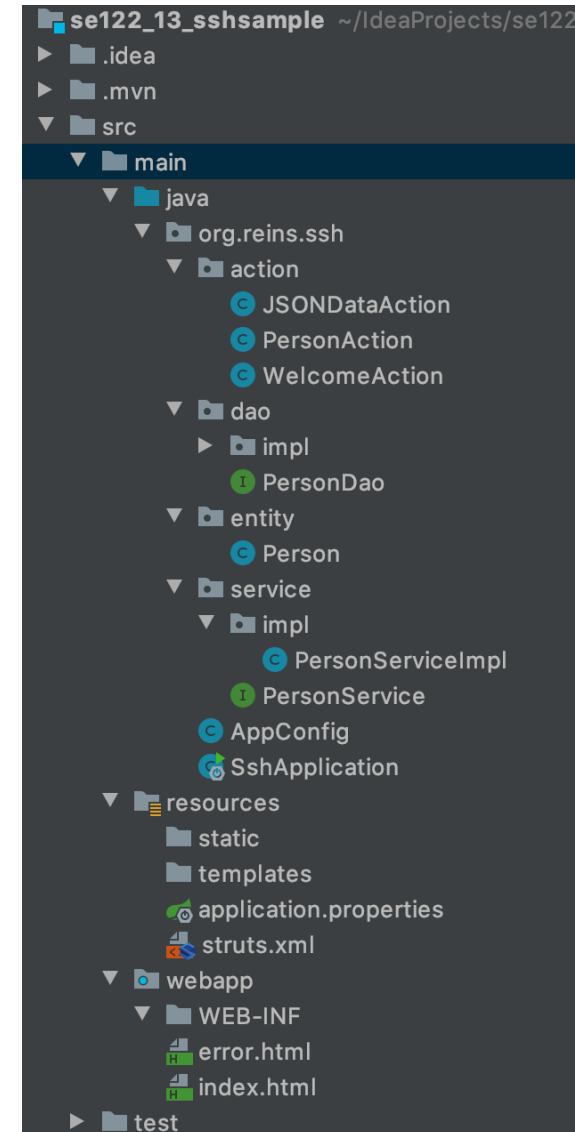 se122_13_sshsample ~/IdeaProjects/se122
.idea
.mvn
src
main
java
org.reins.ssh
action
JSONDataAction
PersonAction
WelcomeAction
dao
impl
PersonDao
entity
Person
service
impl
PersonServiceImpl
PersonService
AppConfig
SshApplication
resources
static
templates
application.properties
struts.xml
webapp
WEB-INF
error.html
index.html
test